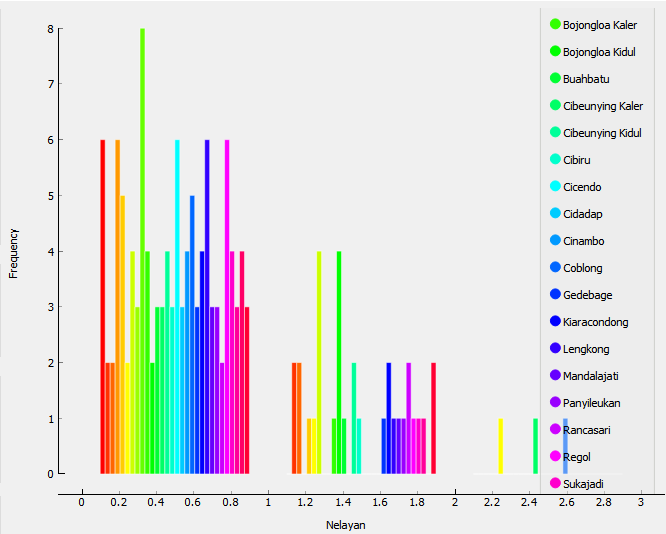 8
7
6
5
4
3
2
1
0
Frequency
0 0.2 0.4 0.6 0.8 1 1.2 1.4 1.6 1.8 2 2.2 2.4 2.6 2.8 3
Nelayan
Bojongloa Kaler
Bojongloa Kidul
Buahbatu
Cibeunying Kaler
Cibeunying Kidul
Cibiru
Cicendo
Cidadap
Cinambo
Coblong
Gedebage
Kiaracondong
Lengkong
Mandalajati
Panyileukan
Rancasari
Regol
Sukajadi